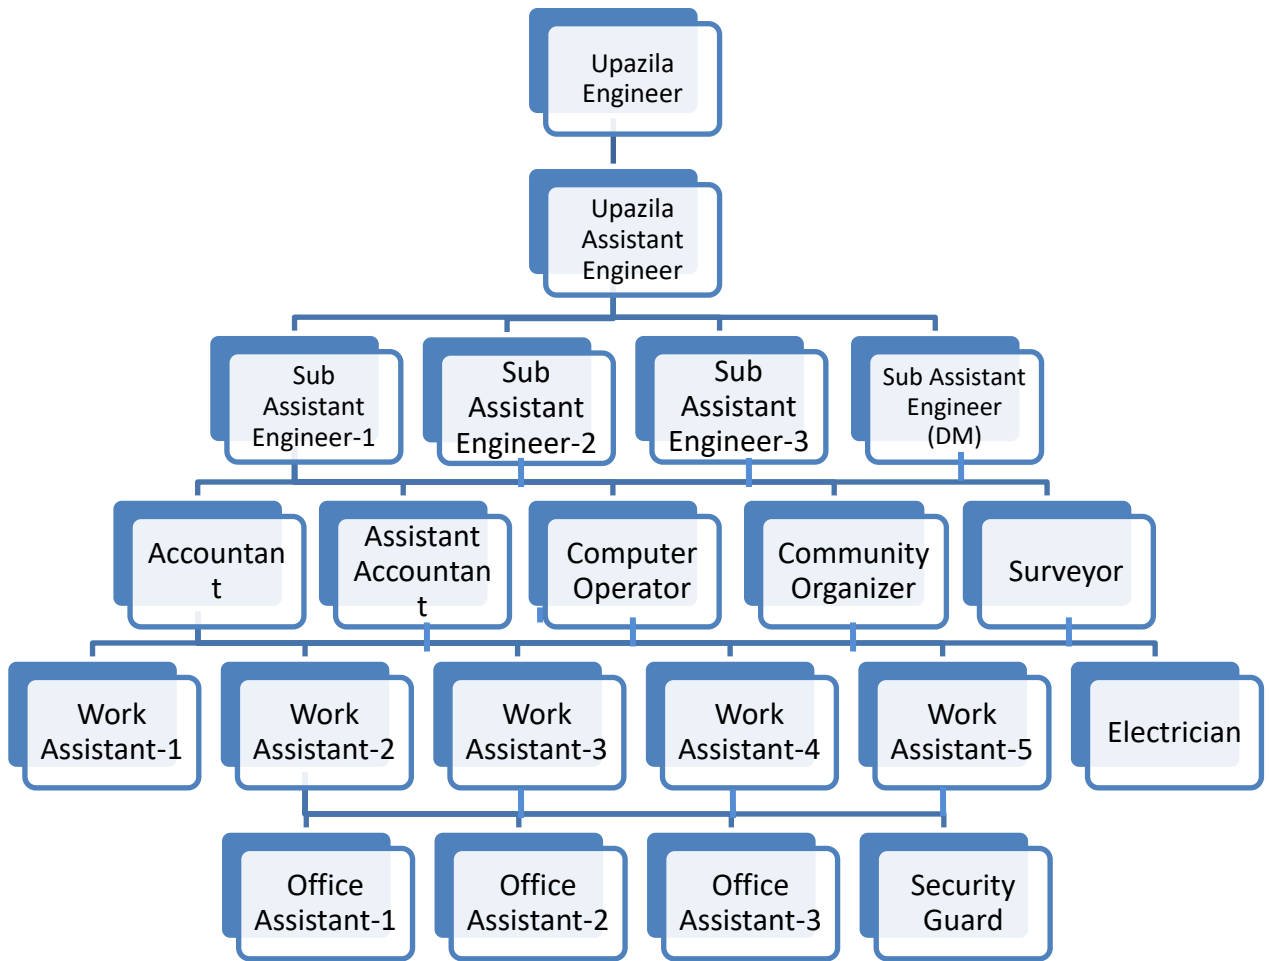 Upazila
Engineer
Upazila
Assistant
Engineer
Sub
Assistant
Engineer-1
Sub
Assistant
Engineer-2
Sub
Assistant
Engineer-3
Sub Assistant
Engineer
(DM)
Accountan
t
Assistant
Accountan
t
Computer
Operator
Community
Organizer
Surveyor
Work
Assistant-1
Work
Assistant-2
Work
Assistant-3
Work
Assistant-4
Work
Assistant-5
Electrician
Office
Assistant-1
Office
Assistant-2
Office
Assistant-3
Security
Guard